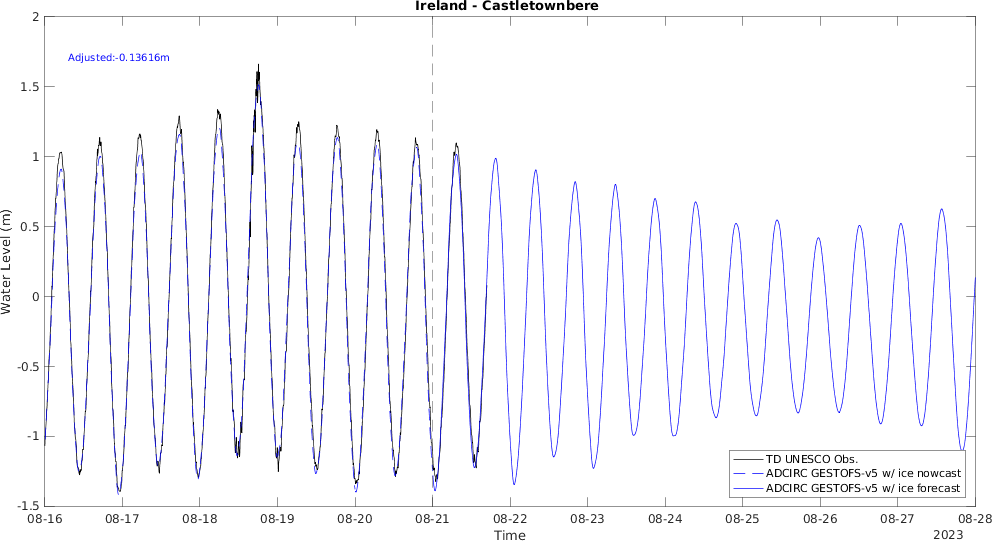 Ireland - Castletownbere
Adjusted:-0.13616m
2
1.5
1
0.5
0
-0.5
-1
-1.5
Water Level (m)
TD UNESCO Obs.
ADCIRC GESTOFS-v5 w/ ice nowcast
ADCIRC GESTOFS-v5 w/ ice forecast
08-16 08-17 08-18 08-19 08-20 08-21 08-22 08-23 08-24 08-25 08-26 08-27 08-28
Time
2023